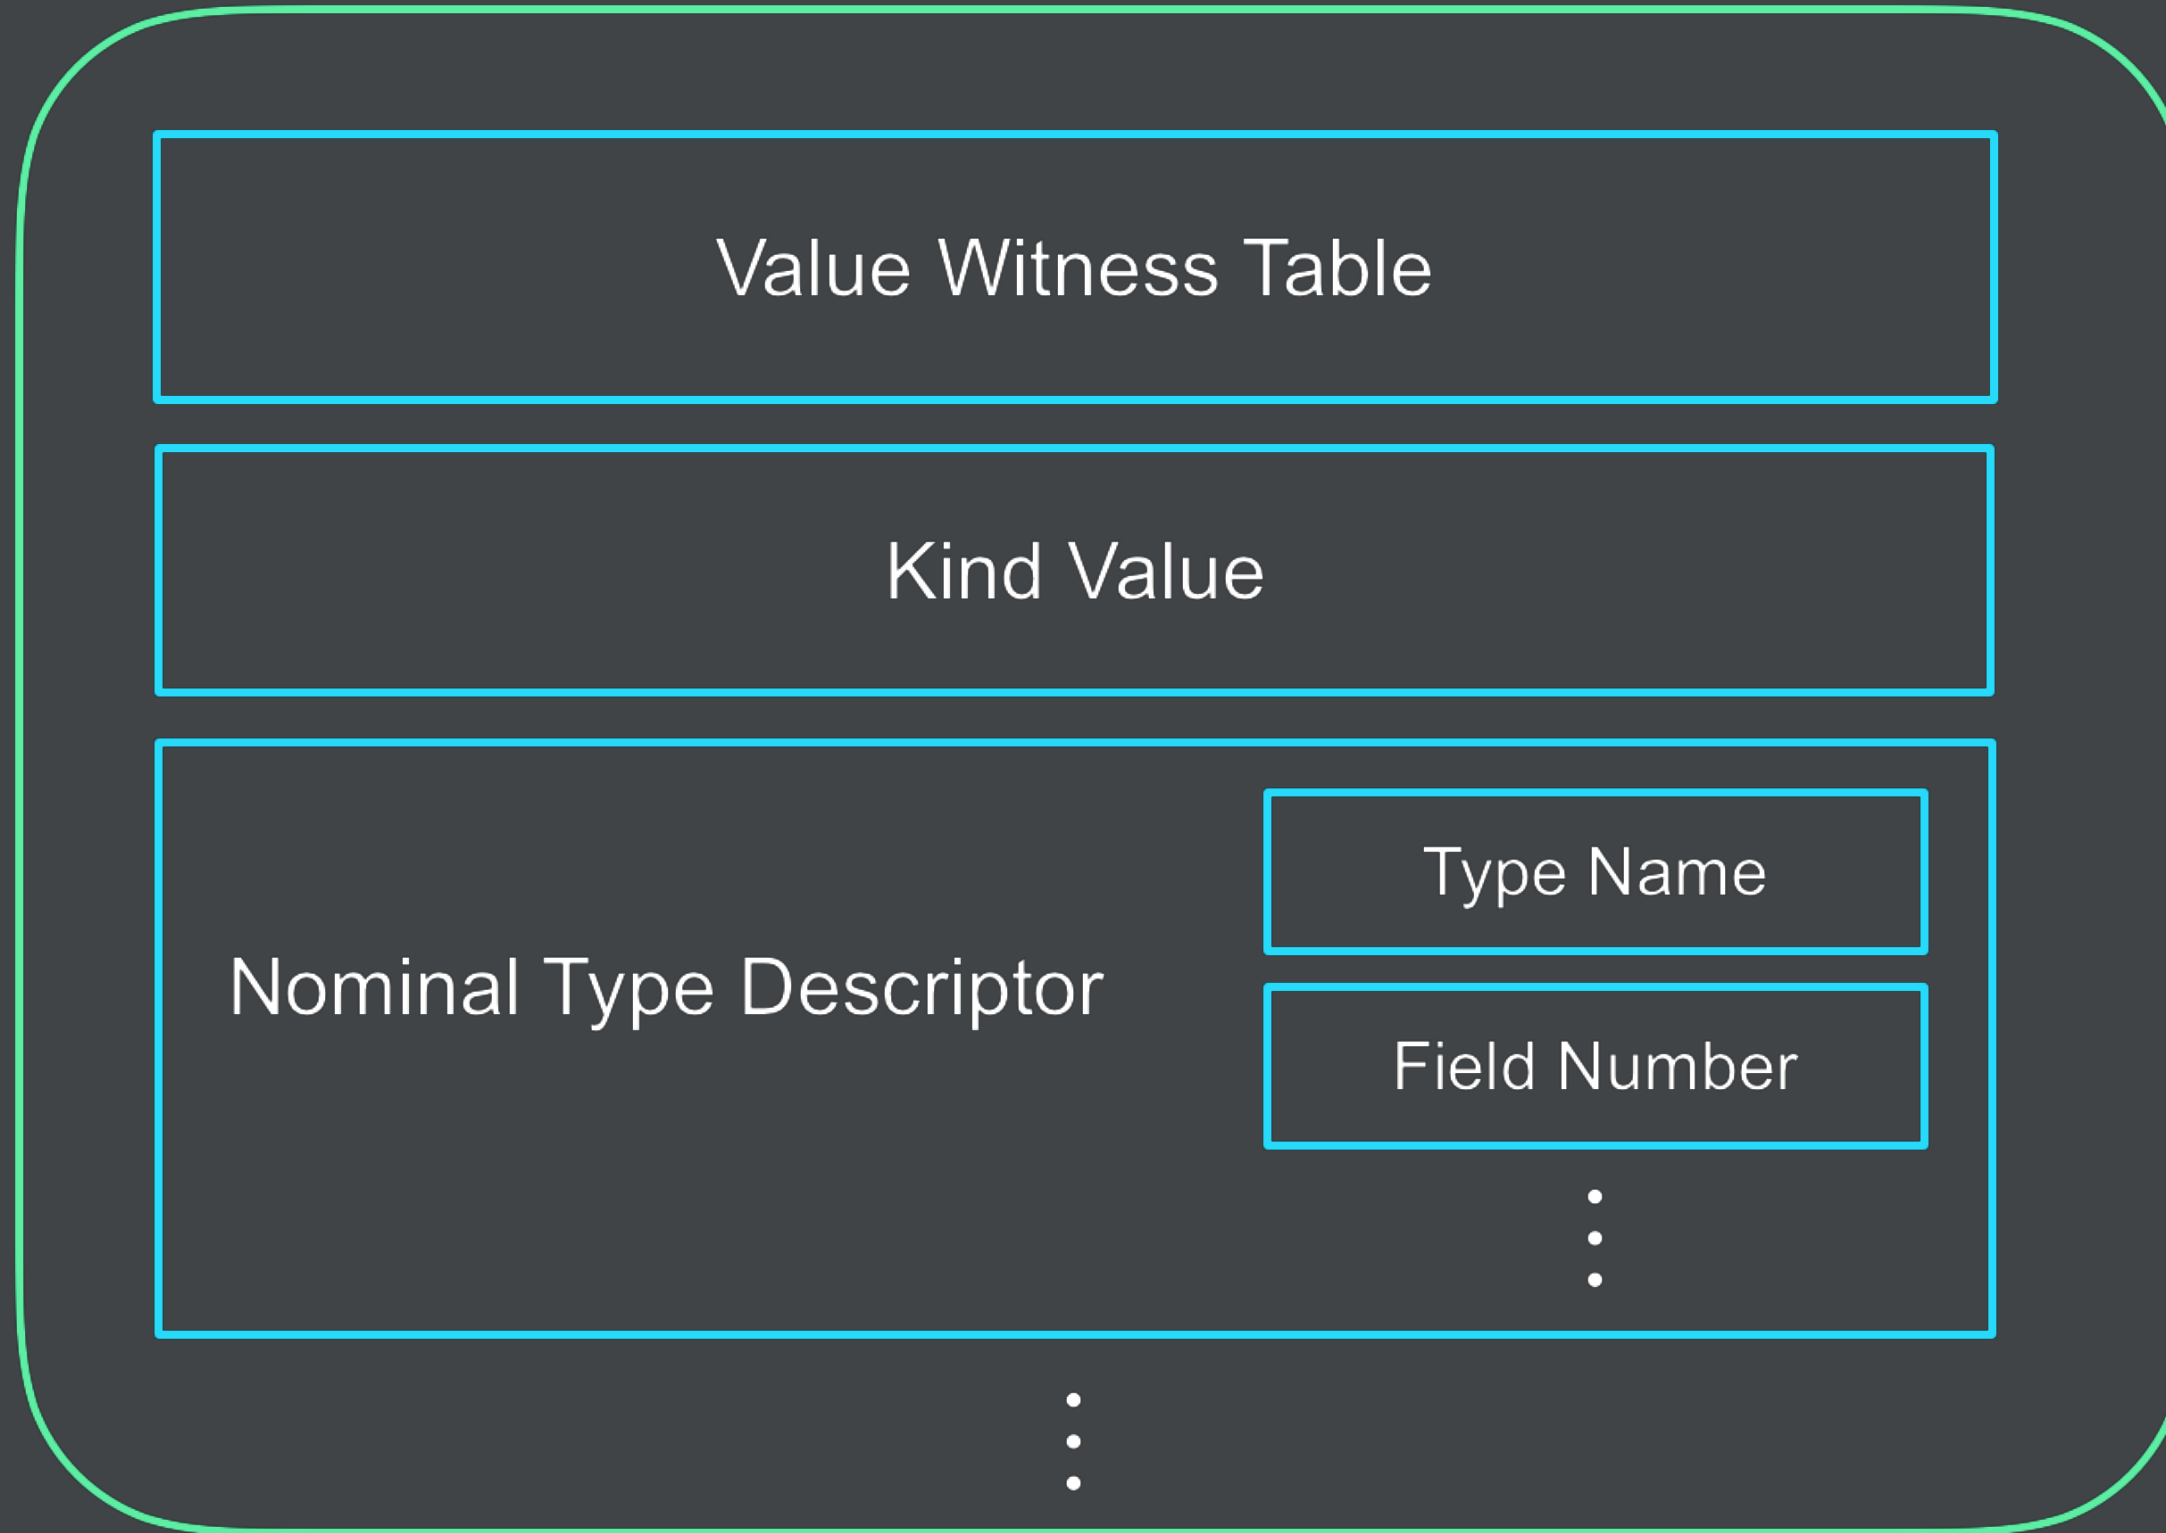 Value Witness Table
Kind Value
Nominal Type Descriptor
Type Name
Field Number